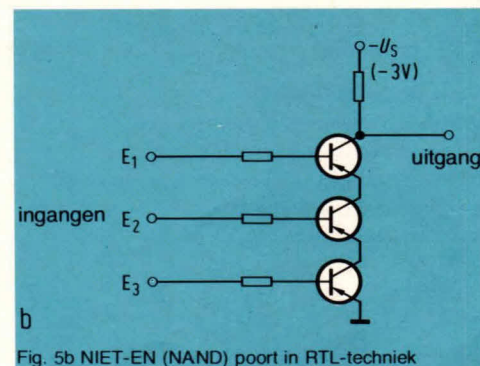 -U_S
(-3V)
E₁
uitgang
ingangen
E₂
E₃
b
Fig. 5b NIET-EN (NAND) poort in RTL-techniek